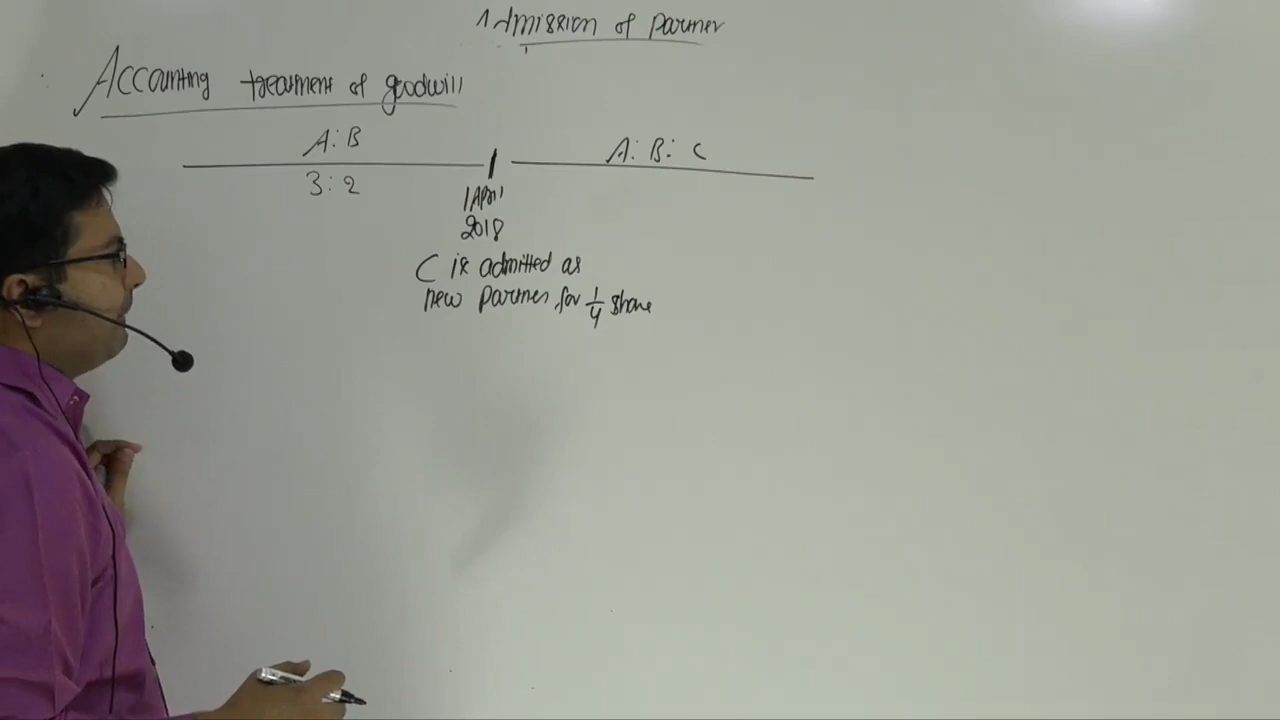 Admission of partner
Accounting treatment of goodwill
A: B
A: B: C
3: 2
1 April
2018
C is admitted as
new partner for 1/4 share